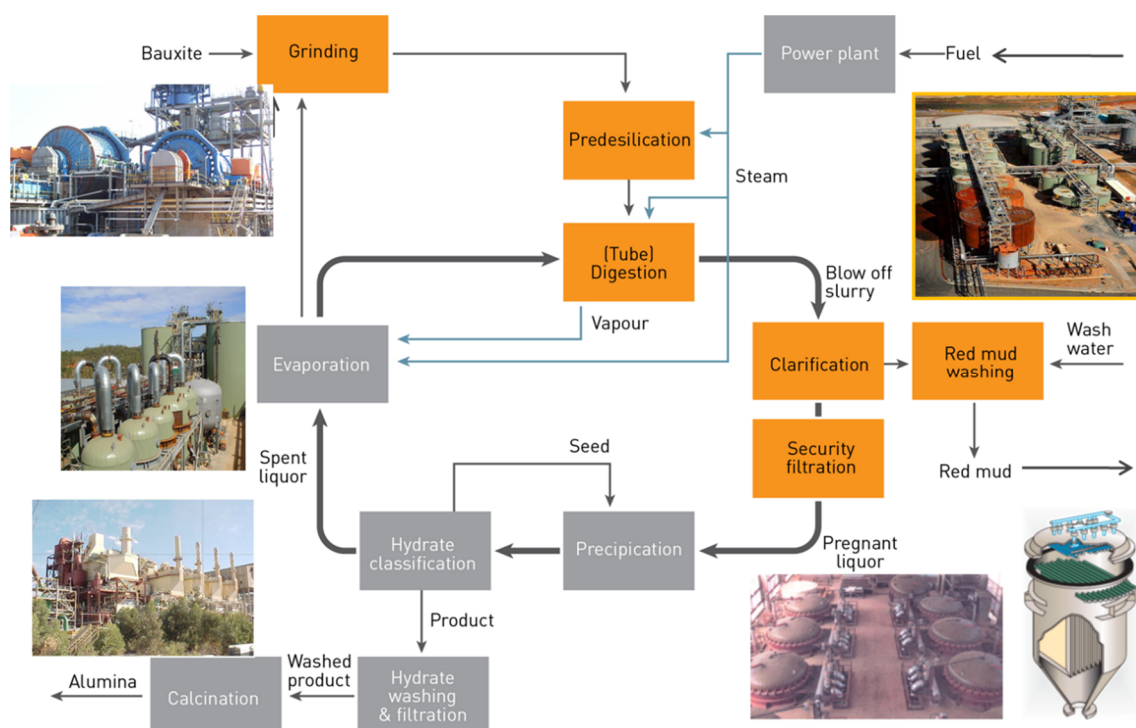 Bauxite
Grinding
Power plant
Fuel
Predesilication
Steam
(Tube)
Digestion
Blow off
slurry
Vapour
Evaporation
Clarification
Red mud
washing
Wash
water
Security
filtration
Red mud
Seed
Spent
liquor
Hydrate
classification
Precipication
Pregnant
liquor
Product
Alumina
Calcination
Washed
product
Hydrate
washing
& filtration